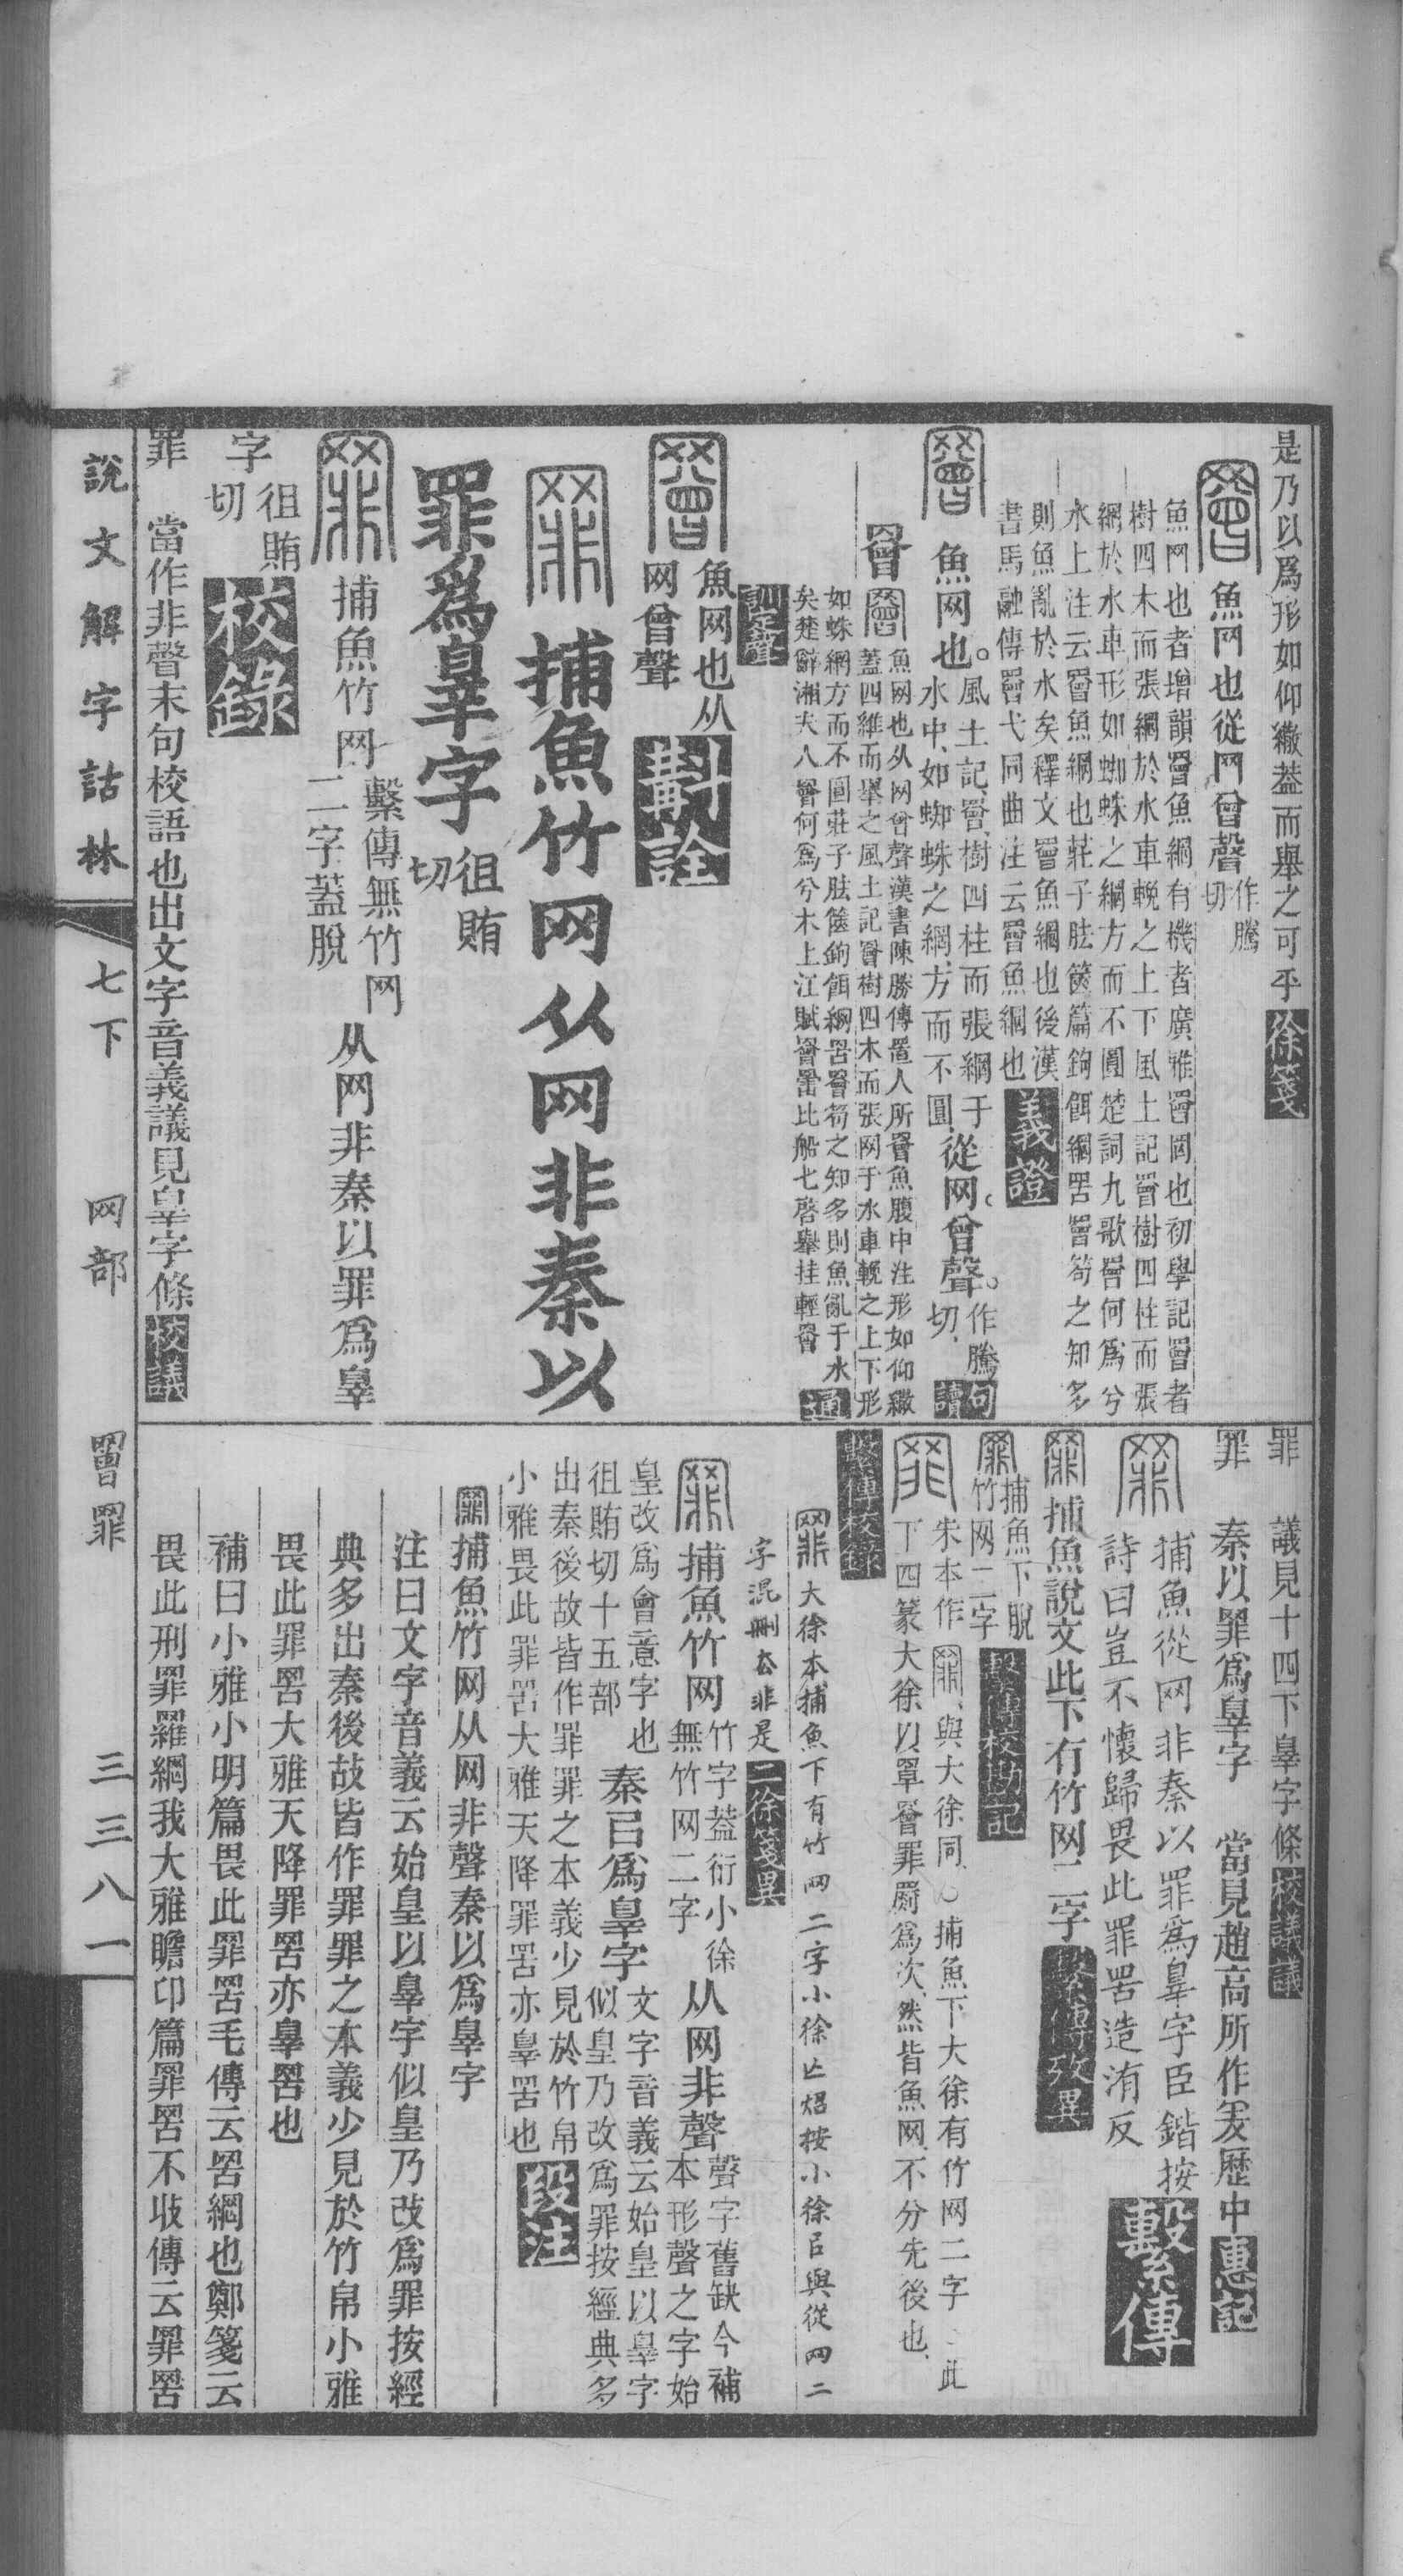 是乃以爲形如仰繖葢而舉之可乎徐箋
罾魚网也從网曾聲作騰切
魚网也者增韻罾魚網有機者廣雅罾罔也初學記罾者
樹四木而張網於水車輓之上下風土記罾樹四柱而張
網於水車形如蜘蛛之網方而不圓楚詞九歌罾何爲兮
木上注云罾魚網也莊子胠篋篇鉤餌網罟罾笱之知多
則魚亂於水矣釋文罾魚網也後漢
書馬融傳罾弋同曲注云罾魚網也義證
罾魚网也。風土記、罾、樹四柱而張網于水中、如蜘蛛之網、方而不圓、從网。曾聲。作騰切、句讀
罾罾魚网也从网曾聲漢書陳勝傳置人所罾魚腹中注形如仰繖
蓋四維而舉之風土記罾樹四木而張网于水車輓之上下形
如蛛網方而不圓莊子胠篋鉤餌網罟罾笱之知多則魚亂于水
矣楚辭湘夫人罾何爲兮木上江賦罾罶比船七啓舉挂輕罾通
訓定聲
罾魚网也从网曾聲斠詮
罪捕魚竹网从网非秦以
罪爲辠字徂賄切
罪捕魚竹网繫傳無竹网二字蓋脫从网非秦以罪爲辠
字徂賄切校錄
罪 當作非聲末句校語也出文字音義議見辠字條校議
罪 議見十四下辠字條校議議
罪 秦以罪爲辠字 當見趙高所作爰歷中惠記
罪捕魚從网非秦以罪爲辠字臣鍇按
詩曰豈不懷歸畏此罪罟造洧反繫傳
罪捕魚說文此下有竹网二字繫傳攷異
罪捕魚下脫竹网二字繫傳校勘記
罪朱本作罪、與大徐同、○捕魚下大徐有竹网二字、此
下四篆大徐以罩罾罪罽爲次、然皆魚网、不分先後也、
繫傳校錄
罪大徐本捕魚下有竹网二字小徐亡炤按小徐㠯與從网二
字混刪夳非是二徐箋異
罪捕魚竹网竹字蓋衍小徐無竹网二字从网非聲聲字舊缺今補本形聲之字始
皇改爲會意字也秦㠯爲辠字文字音義云始皇以辠字似皇乃改爲罪按經典多
徂賄切十五部
出秦後故皆作罪罪之本義少見於竹帛
小雅畏此罪罟大雅天降罪罟亦辠罟也段注
罪捕魚竹网从网非聲秦以爲辠字
注曰文字音義云始皇以辠字似皇乃改爲罪按經
典多出秦後故皆作罪罪之本義少見於竹帛小雅
畏此罪罟大雅天降罪罟亦辠罟也
補曰小雅小明篇畏此罪罟毛傳云罟網也鄭箋云
畏此刑罪羅網我大雅瞻卬篇罪罟不收傳云罪罟
說文解字詁林 七下 网部 罾罪 三三八一